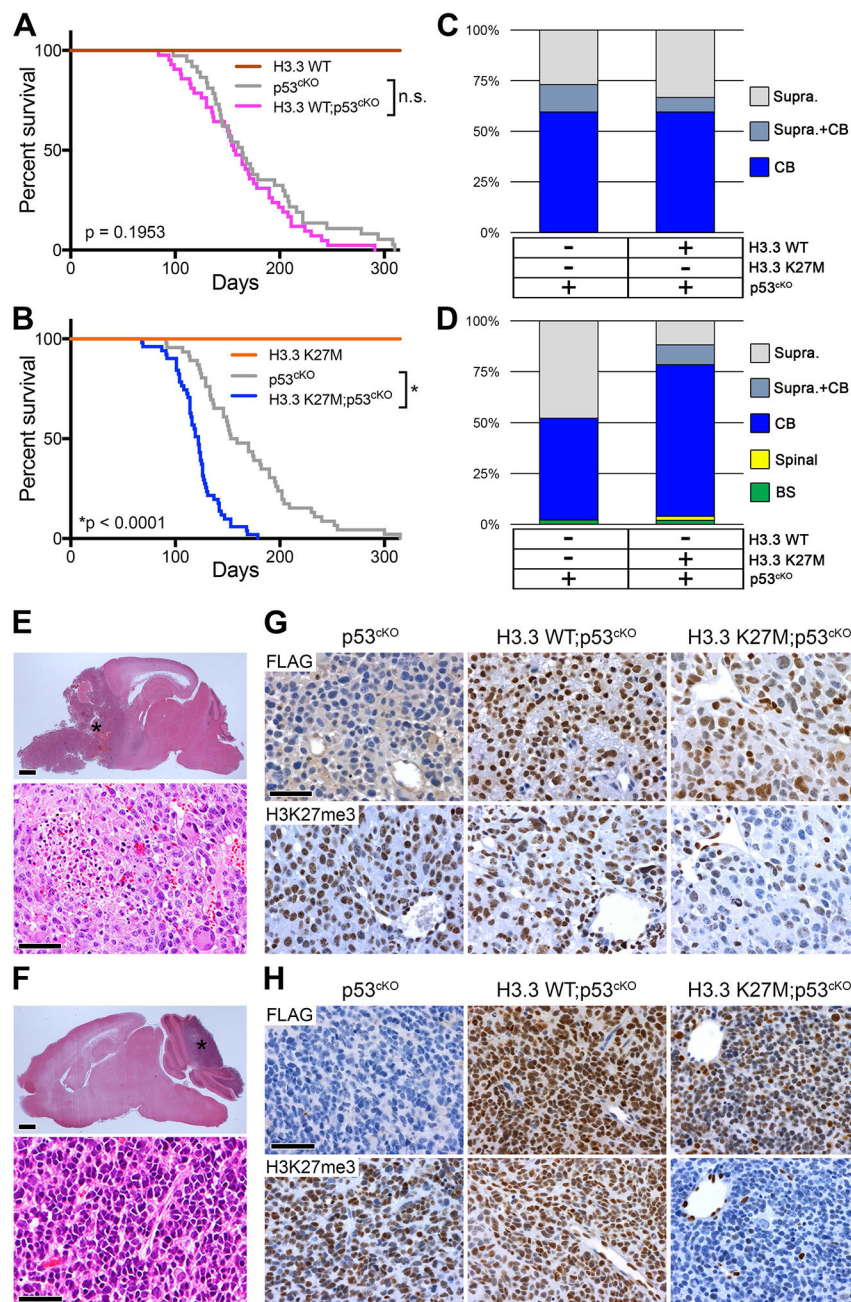 A
100
50
0
0
100
200
300
Percent survival
Days
H3.3 WT
p53cKO
H3.3 WT;p53cKO
n.s.
p = 0.1953
B
100
50
0
0
100
200
300
Percent survival
Days
H3.3 K27M
p53cKO
H3.3 K27M;p53cKO
*
*p < 0.0001
C
100%
75%
50%
25%
0%
Supra.
Supra.+CB
CB
- + H3.3 WT
- - H3.3 K27M
+ + p53cKO
D
100%
75%
50%
25%
0%
Supra.
Supra.+CB
CB
Spinal
BS
- - H3.3 WT
- + H3.3 K27M
+ + p53cKO
E
*
F
*
G
p53cKO H3.3 WT;p53cKO H3.3 K27M;p53cKO
FLAG
H3K27me3
H
p53cKO H3.3 WT;p53cKO H3.3 K27M;p53cKO
FLAG
H3K27me3